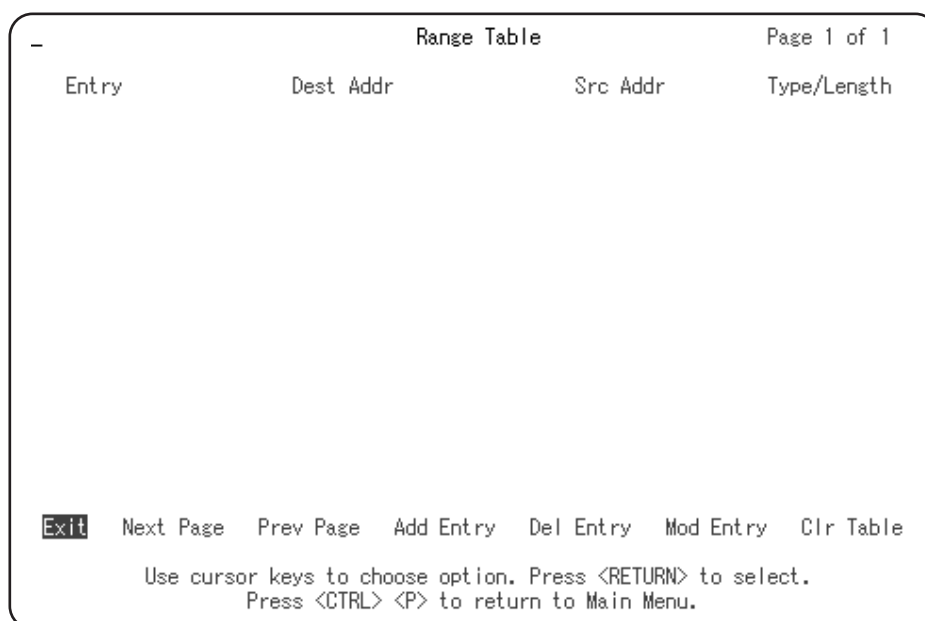 _ Range Table Page 1 of 1
Entry Dest Addr Src Addr Type/Length
Exit Next Page Prev Page Add Entry Del Entry Mod Entry Clr Table
Use cursor keys to choose option. Press <RETURN> to select.
Press <CTRL> <P> to return to Main Menu.